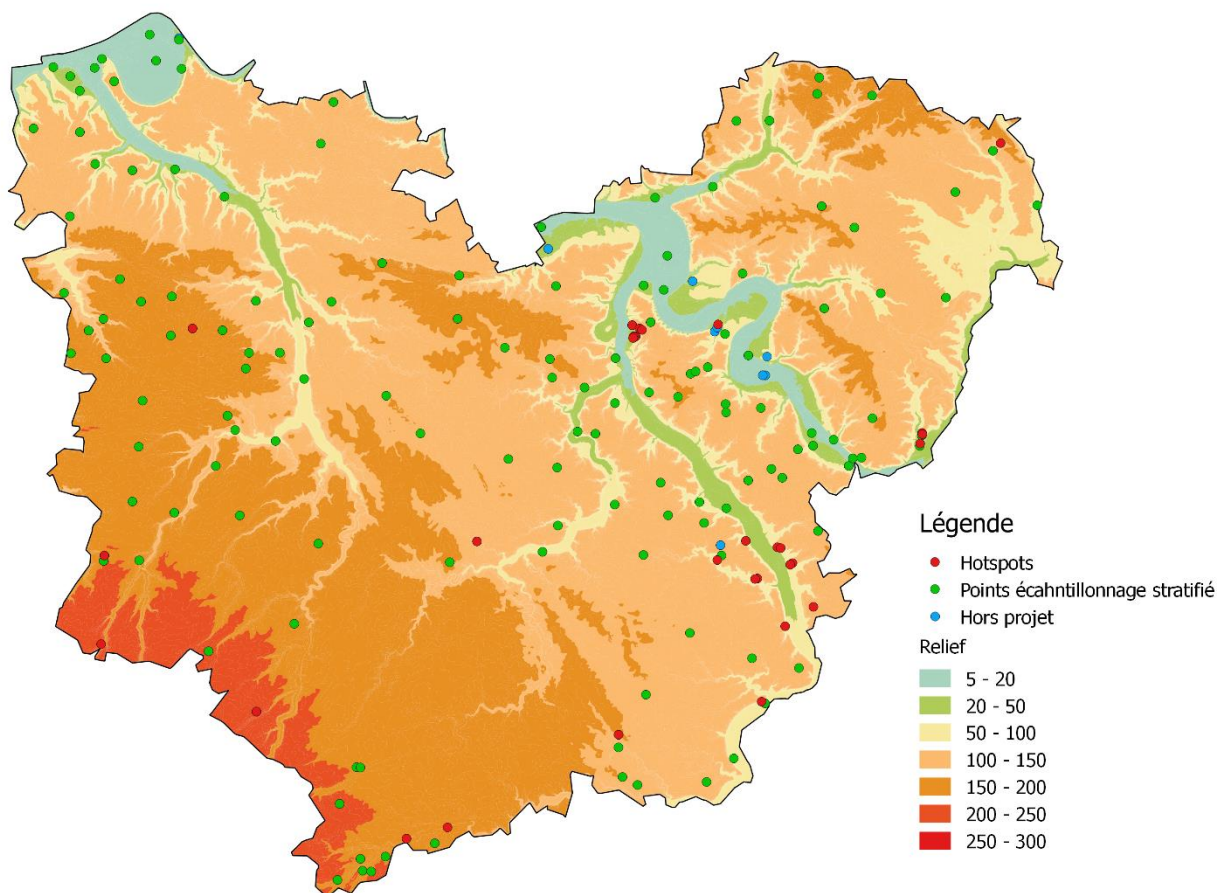 Légende
Hotspots
Points écahntillonnage stratifié
Hors projet
Relief
5 - 20
20 - 50
50 - 100
100 - 150
150 - 200
200 - 250
250 - 300